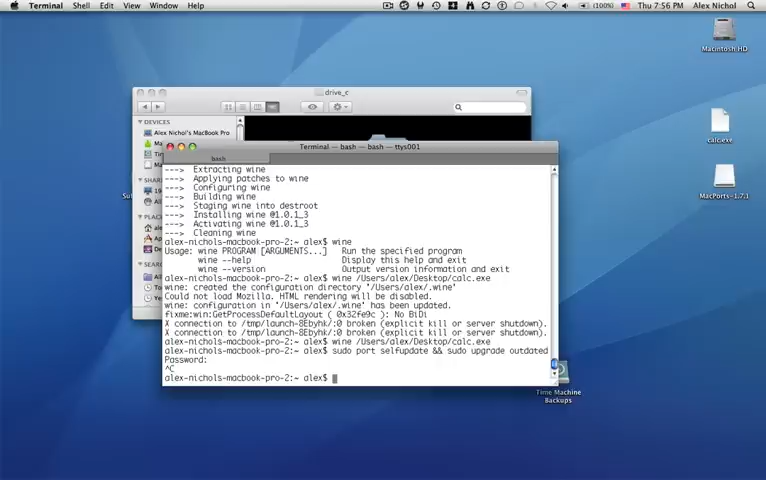 Terminal Shell Edit View Window Help
(100%) Thu 7:56 PM Alex Nichol
Macintosh HD
drive_c
DEVICES
Alex Nichol's MacBook Pro
calc.exe
Terminal — bash — bash — ttys001
bash
---> Extracting wine
---> Applying patches to wine
---> Configuring wine
---> Building wine
---> Staging wine into destroot
---> Installing wine @1.0.1_3
---> Activating wine @1.0.1_3
---> Cleaning wine
alex-nichols-macbook-pro-2:~ alex$ wine
Usage: wine PROGRAM [ARGUMENTS...] Run the specified program
wine --help Display this help and exit
wine --version Output version information and exit
alex-nichols-macbook-pro-2:~ alex$ wine /Users/alex/Desktop/calc.exe
wine: created the configuration directory '/Users/alex/.wine'
Could not load Mozilla. HTML rendering will be disabled.
wine: configuration in '/Users/alex/.wine' has been updated.
fixme:win:GetProcessDefaultLayout ( 0x32fe9c ): No BiDi
X connection to /tmp/launch-8Ebyhk/:0 broken (explicit kill or server shutdown).
X connection to /tmp/launch-8Ebyhk/:0 broken (explicit kill or server shutdown).
alex-nichols-macbook-pro-2:~ alex$ wine /Users/alex/Desktop/calc.exe
alex-nichols-macbook-pro-2:~ alex$ sudo port selfupdate && sudo upgrade outdated
Password:
^C
alex-nichols-macbook-pro-2:~ alex$
SHAR
PLAC
SEARC
MacPorts-1.7.1
Time Machine
Backups